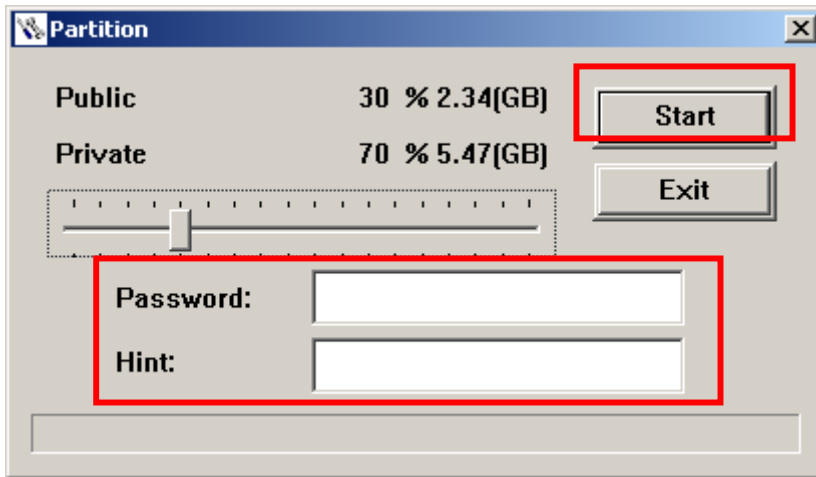 Partition
Public 30 % 2.34(GB)
Start
Private 70 % 5.47(GB)
Exit
Password:
Hint: